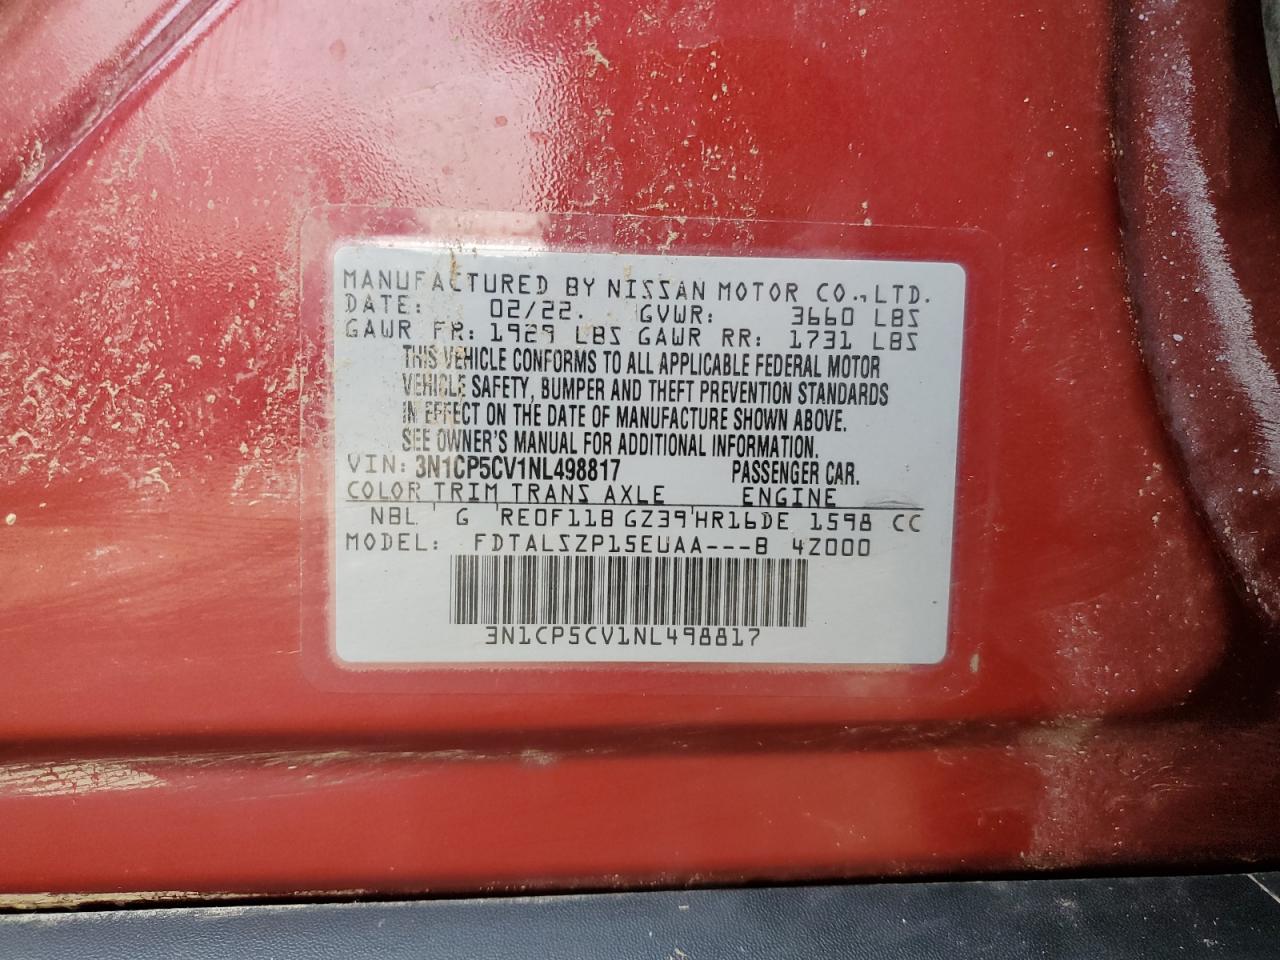 MANUFACTURED BY NISSAN MOTOR CO., LTD.
DATE: 02/22. GVWR: 3660 LBS
GAWR FR: 1929 LBS GAWR RR: 1731 LBS
THIS VEHICLE CONFORMS TO ALL APPLICABLE FEDERAL MOTOR
VEHICLE SAFETY, BUMPER AND THEFT PREVENTION STANDARDS
IN EFFECT ON THE DATE OF MANUFACTURE SHOWN ABOVE.
SEE OWNER'S MANUAL FOR ADDITIONAL INFORMATION.
VIN: 3N1CP5CV1NL498817 PASSENGER CAR.
COLOR TRIM TRANS AXLE ENGINE
NBL G RE0F11B GZ39 HR16DE 1598 CC
MODEL: FDTALSZP15EUAA---B 4Z000
3N1CP5CV1NL498817